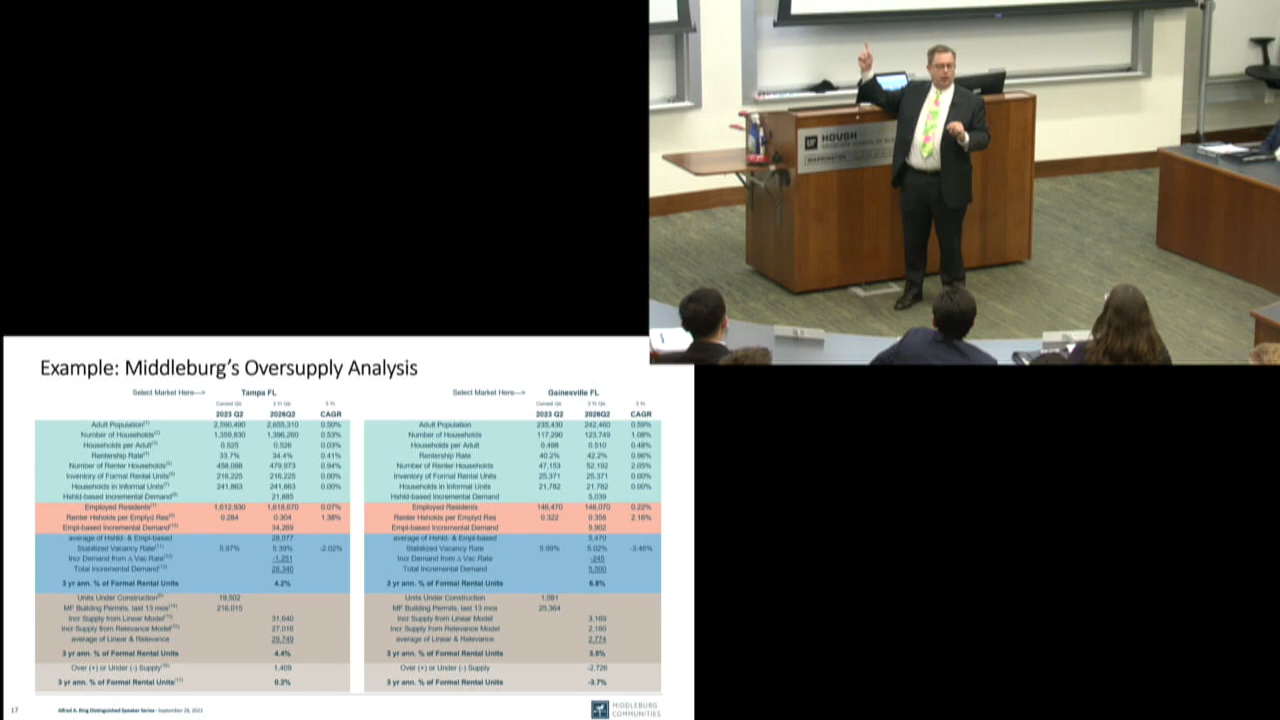 UF HOUGH
GRADUATE SCHOOL OF BUS
WARRINGTON
Example: Middleburg's Oversupply Analysis
Select Market Here---> Tampa FL
2023 Q2 2026Q2 CAGR
Adult Population 2,590,490 2,655,310 0.50%
Number of Households 1,359,830 1,396,260 0.53%
Households per Adult 0.525 0.526 0.03%
Rentership Rate 33.7% 34.4% 0.41%
Number of Renter Households 458,088 479,973 0.94%
Inventory of Formal Rental Units 216,225 216,225 0.00%
Households in Informal Units 241,863 241,863 0.00%
Hshld-based Incremental Demand 21,885
Employed Residents 1,612,930 1,616,670 0.07%
Renter Hsholds per Emplyd Res 0.284 0.304 1.38%
Empl-based Incremental Demand 34,269
average of Hshld- & Empl-based 28,077
Stabilized Vacancy Rate 5.97% 5.39% -2.02%
Incr Demand from Δ Vac Rate -1,251
Total Incremental Demand
3 yr ann. % of Formal Rental Units 4.2%
Units Under Construction 19,502
MF Building Permits, last 13 mos 216,015
Incr Supply from Linear Model 31,640
Incr Supply from Relevance Model 27,016
average of Linear & Relevance 29,749
3 yr ann. % of Formal Rental Units 4.4%
Over (+) or Under (-) Supply 1,409
3 yr ann. % of Formal Rental Units 0.2%
Select Market Here---> Gainesville FL
2023 Q2 2026Q2 CAGR
Adult Population 235,430 242,460
Number of Households 117,290 123,749 1.08%
Households per Adult 0.498 0.510 0.48%
Rentership Rate 40.2% 42.2% 0.96%
Number of Renter Households 47,153 52,192 2.05%
Inventory of Formal Rental Units 25,371 25,371 0.00%
Households in Informal Units 21,782 21,782 0.00%
Hshld-based Incremental Demand 5,039
Employed Residents 146,470 148,070 0.22%
Renter Hsholds per Emplyd Res 0.322 0.356 2.16%
Empl-based Incremental Demand 5,902
average of Hshld- & Empl-based 5,470
Stabilized Vacancy Rate 5.02% -3.46%
Incr Demand from Δ Vac Rate -245
Total Incremental Demand 5,500
3 yr ann. % of Formal Rental Units 6.8%
Units Under Construction 1,081
MF Building Permits, last 13 mos 25,364
Incr Supply from Linear Model 3,169
Incr Supply from Relevance Model 2,160
average of Linear & Relevance 2,774
3 yr ann. % of Formal Rental Units 3.8%
Over (+) or Under (-) Supply -2,726
3 yr ann. % of Formal Rental Units -3.7%
17
Alfred A. Ring Distinguished Speaker Series - September 28, 2023
MIDDLEBURG
COMMUNITIES